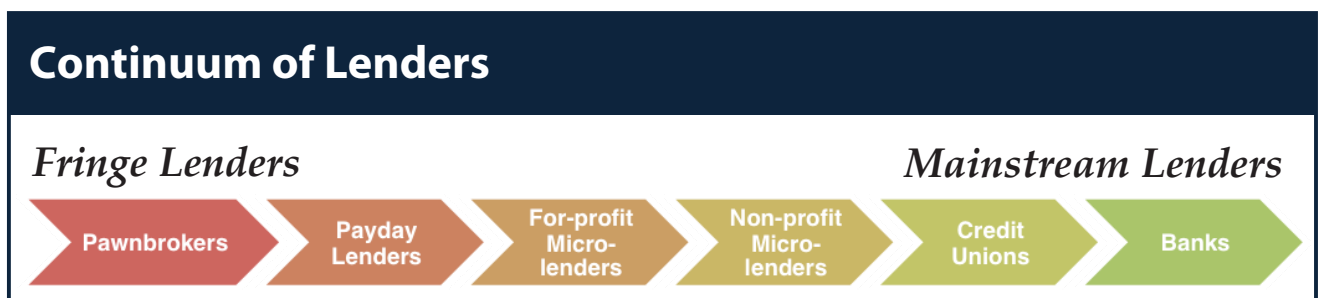 Continuum of Lenders
Fringe Lenders
Mainstream Lenders
Pawnbrokers
Payday
Lenders
For-profit
Micro-
lenders
Non-profit
Micro-
lenders
Credit
Unions
Banks